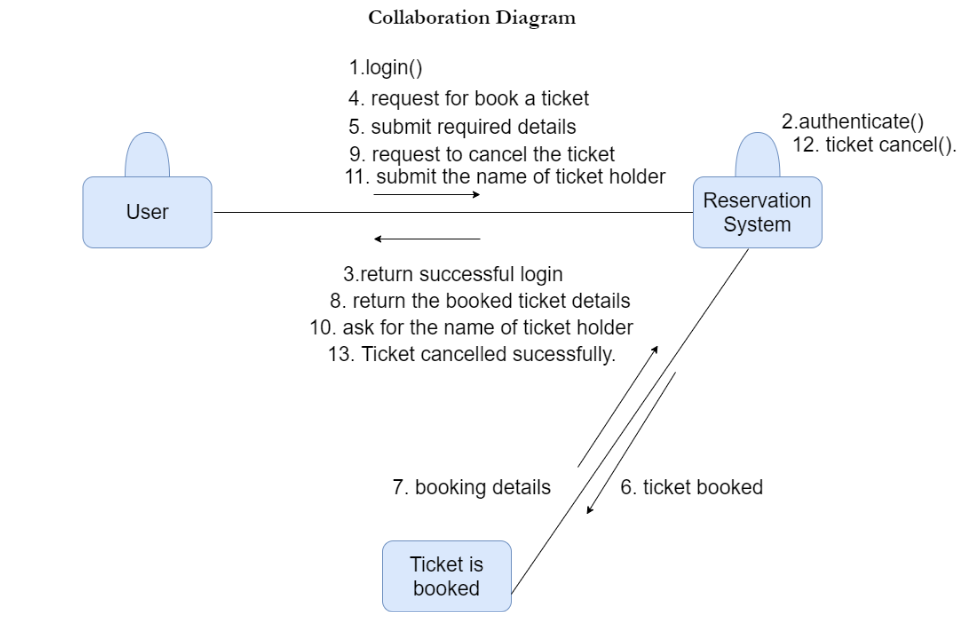 Collaboration Diagram
1.login()
4. request for book a ticket
5. submit required details
9. request to cancel the ticket
11. submit the name of ticket holder
2.authenticate()
12. ticket cancel().
User
Reservation
System
3.return successful login
8. return the booked ticket details
10. ask for the name of ticket holder
13. Ticket cancelled sucessfully.
7. booking details
6. ticket booked
Ticket is
booked